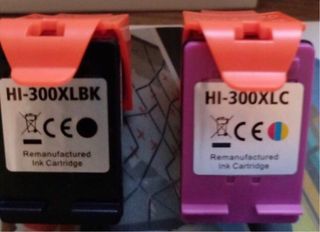 HI-300XLBK
CE
Remanufactured
Ink Cartridge
HI-300XLC
CE
Remanufactured
Ink Cartridge